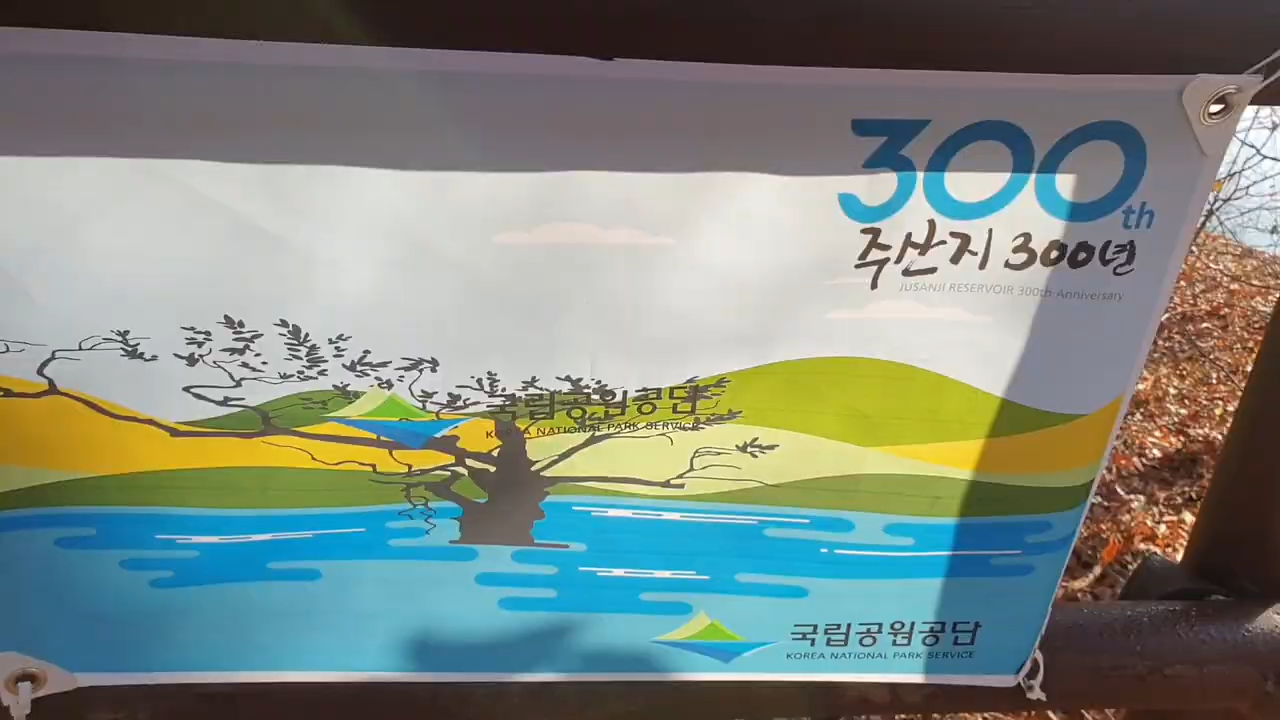 300th
주산지 300년
JUSANJI RESERVOIR 300th Anniversary
국립공원공단
KOREA NATIONAL PARK SERVICE
국립공원공단
KOREA NATIONAL PARK SERVICE